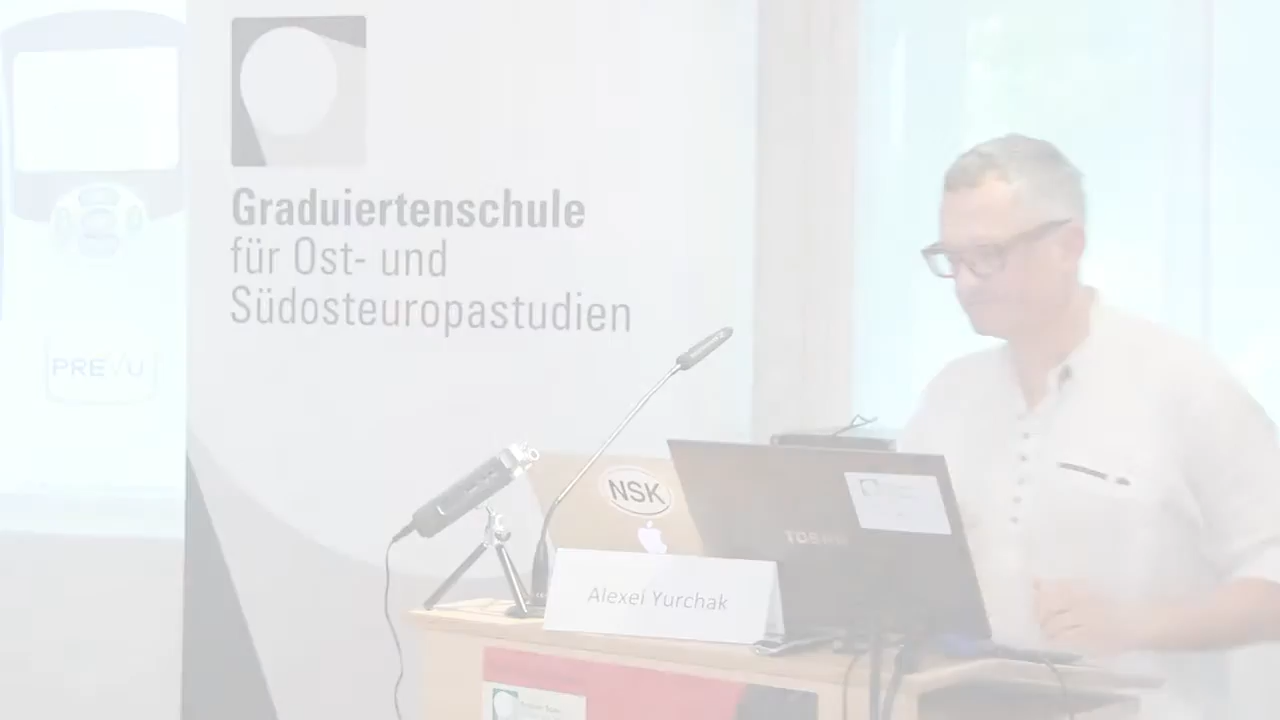 Graduiertenschule
für Ost- und
Südosteuropastudien
PREVU
NSK
TOSHIBA
Alexei Yurchak